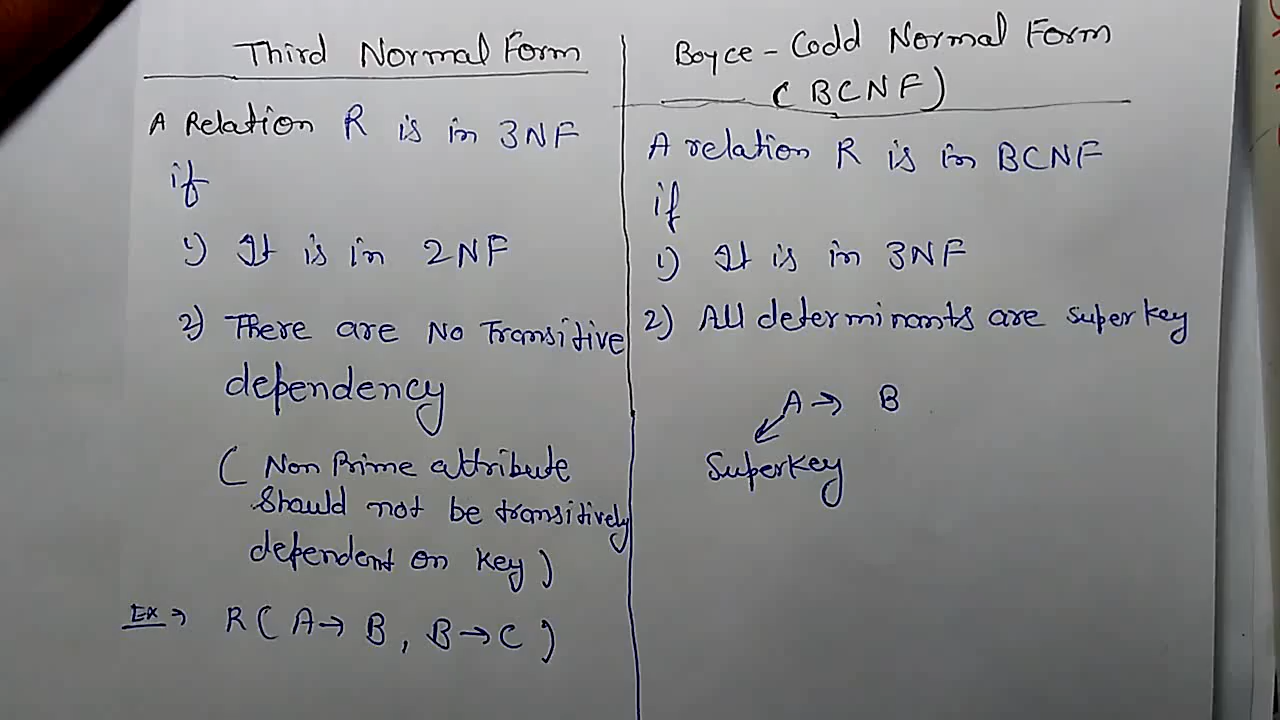 Third Normal Form
A Relation R is in 3NF
if
1) It is in 2NF
2) There are No Transitive
dependency
( Non Prime attribute
should not be transitively
dependent on key )
Ex → R ( A → B , B → C )
Boyce - Codd Normal Form
( BCNF )
A relation R is in BCNF
if
1) It is in 3NF
2) All determinants are superkey
A → B
Superkey